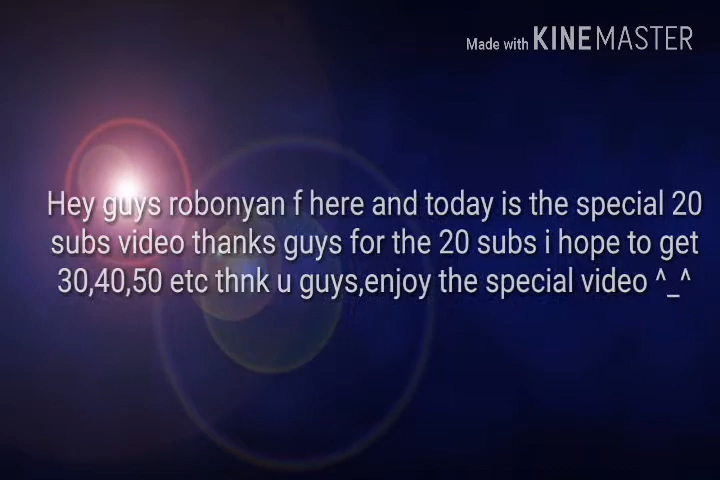 Made with KINEMASTER
Hey guys robonyan f here and today is the special 20
subs video thanks guys for the 20 subs i hope to get
30,40,50 etc thnk u guys,enjoy the special video ^_^